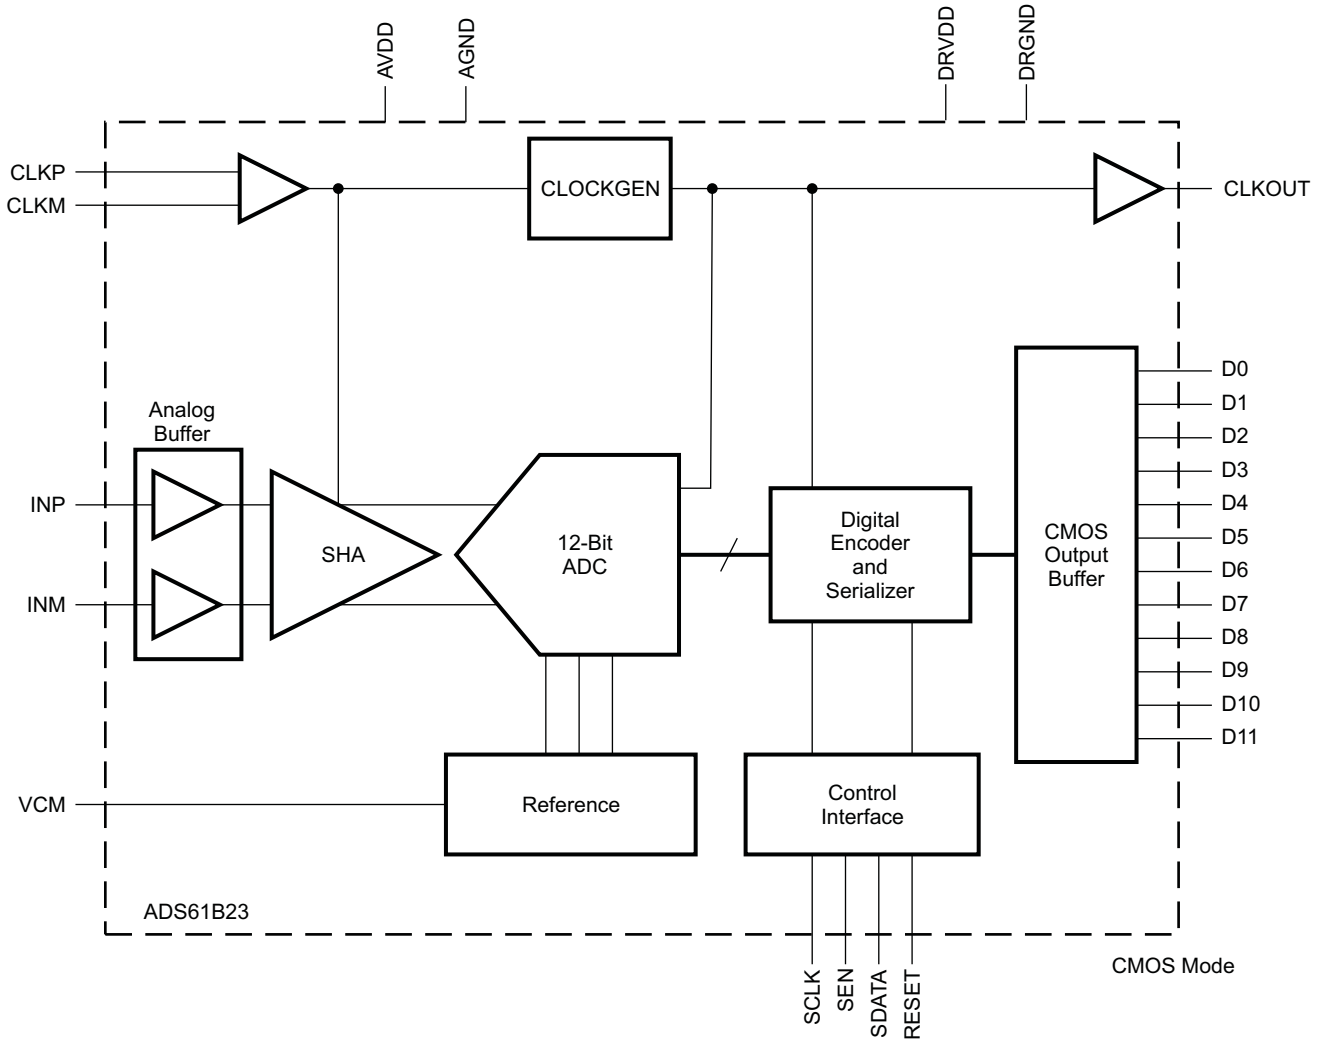 AVDD
AGND
DRVDD
DRGND
CLKP
CLKM
CLOCKGEN
CLKOUT
Analog
Buffer
INP
INM
SHA
12-Bit
ADC
Digital
Encoder
and
Serializer
CMOS
Output
Buffer
D0
D1
D2
D3
D4
D5
D6
D7
D8
D9
D10
D11
VCM
Reference
Control
Interface
ADS61B23
SCLK
SEN
SDATA
RESET
CMOS Mode